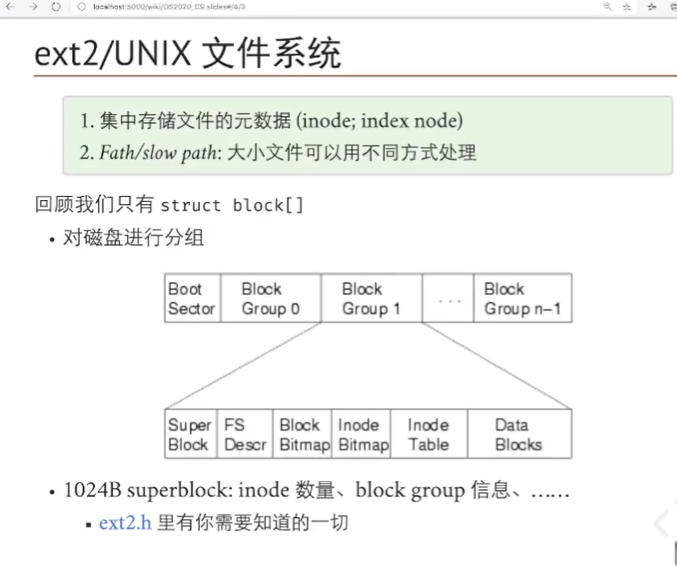 localhost:5000/wiki/OS2020_CB.slides#/4/3
ext2/UNIX 文件系统
1. 集中存储文件的元数据 (inode; index node)
2. Fath/slow path: 大小文件可以用不同方式处理
回顾我们只有 struct block[]
• 对磁盘进行分组
Boot Block Block ... Block
Sector Group 0 Group 1 Group n−1
Super FS Block Inode Inode Data
Block Descr Bitmap Bitmap Table Blocks
• 1024B superblock: inode 数量、block group 信息、……
▪ ext2.h 里有你需要知道的一切